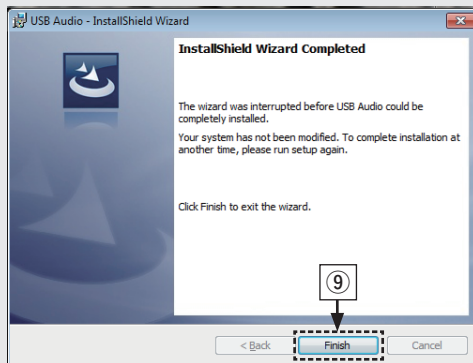 USB Audio - InstallShield Wizard
InstallShield Wizard Completed
The wizard was interrupted before USB Audio could be
completely installed.
Your system has not been modified. To complete installation at
another time, please run setup again.
Click Finish to exit the wizard.
⑨
< Back Finish Cancel